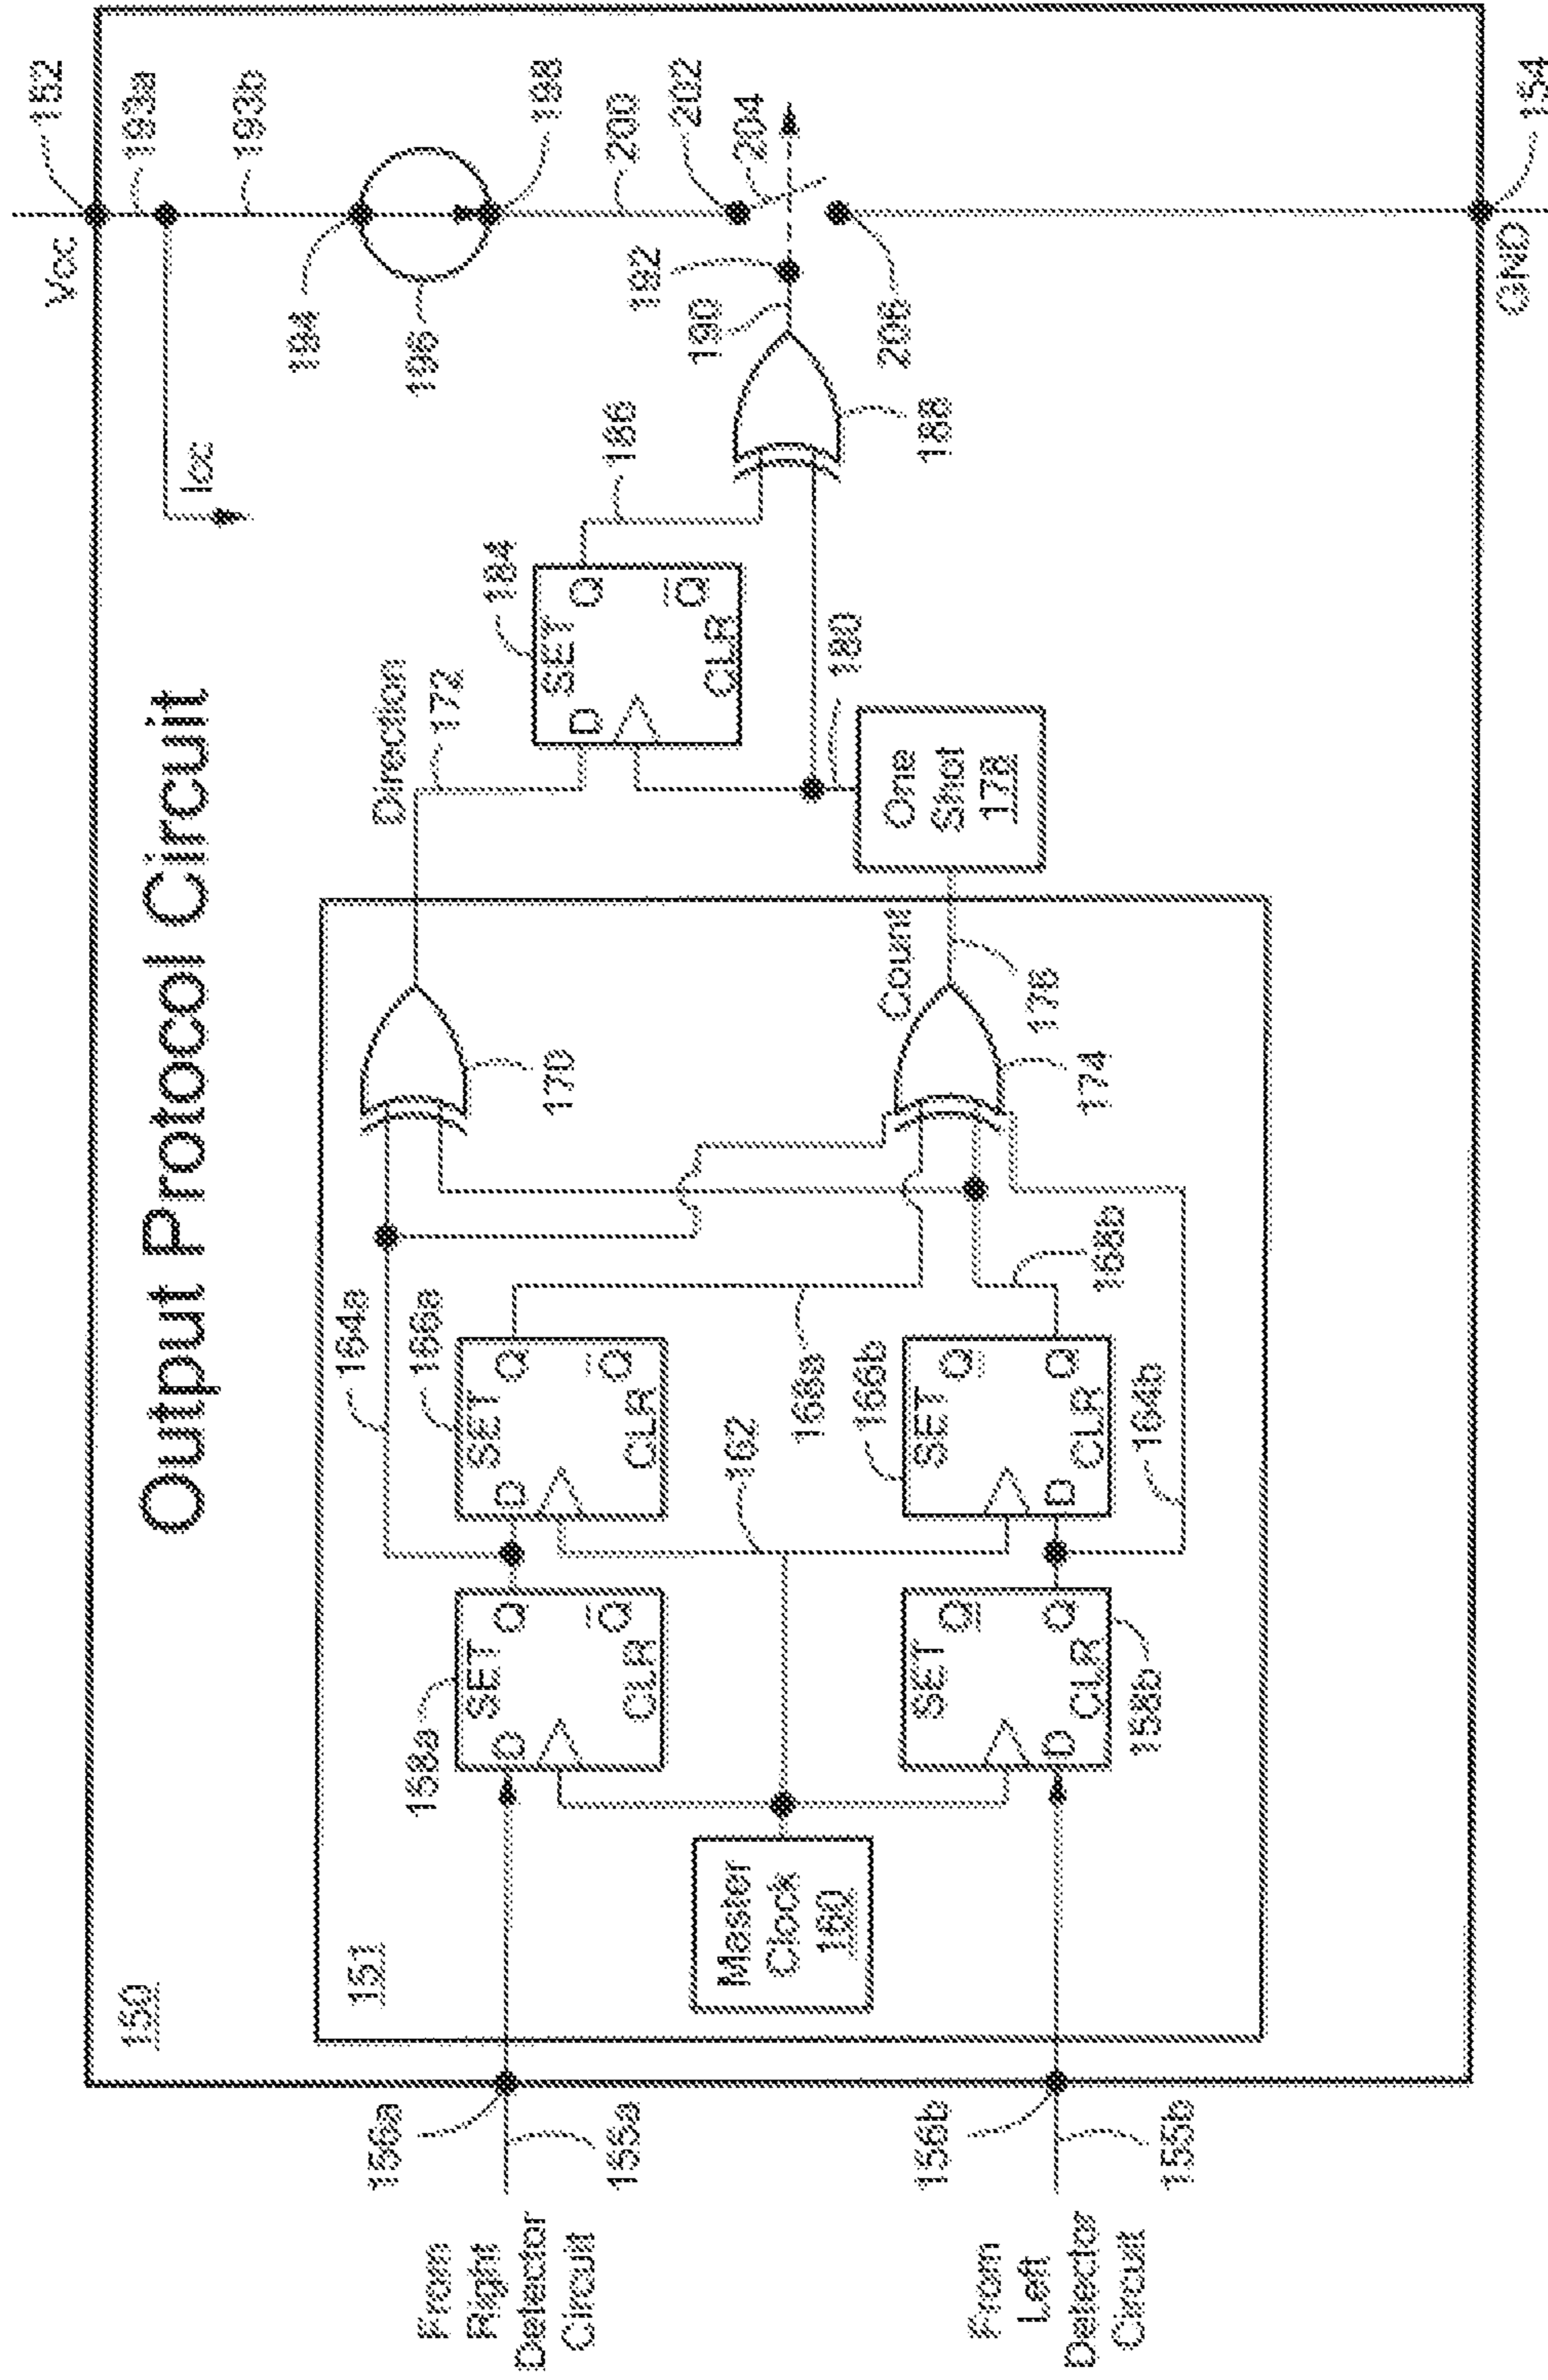 Output Protocol Circuit
150
151
Vcc
152
193a
193b
Icc
194
196
198
200
202
204
192
190
206
188
186
184
SET
D
Q
Q
CLR
Direction
172
180
One
Shot
178
170
Count
176
174
164a
166a
SET
D
Q
Q
CLR
168a
162
166b
SET
Q
D
Q
CLR
168b
164b
158a
SET
D
Q
Q
CLR
SET
Q
D
Q
CLR
158b
Master
Clock
160
156a
155a
From
Right
Detector
Circuit
156b
155b
From
Left
Detector
Circuit
GND
154